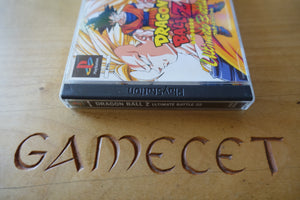 DRAGON
BALL Z
PlayStation
DRAGON BALL Z ULTIMATE BATTLE 22
GAMECET